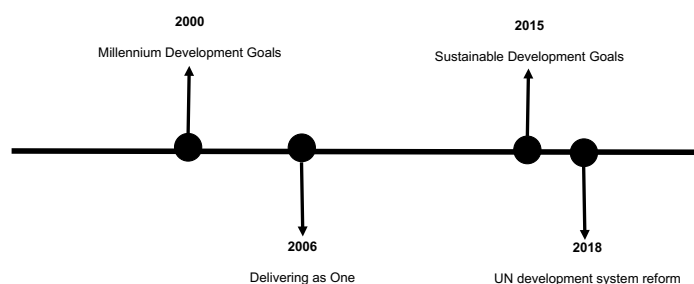 2000
Millennium Development Goals
2015
Sustainable Development Goals
2006
Delivering as One
2018
UN development system reform